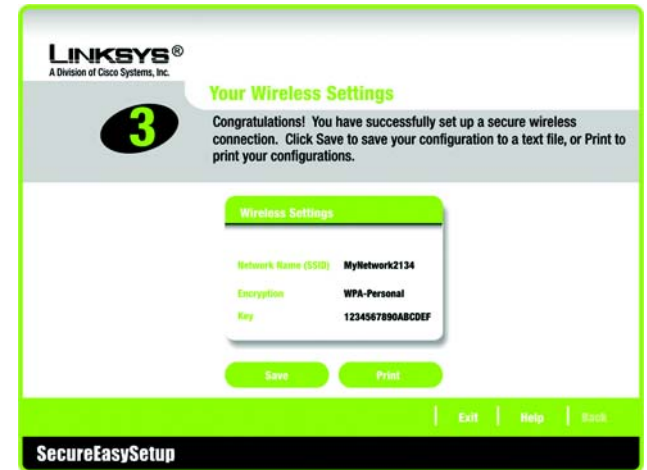 LINKSYS®
A Division of Cisco Systems, Inc.
3
Your Wireless Settings
Congratulations! You have successfully set up a secure wireless
connection. Click Save to save your configuration to a text file, or Print to
print your configurations.
Wireless Settings
Network Name (SSID) MyNetwork2134
Encryption WPA-Personal
Key 1234567890ABCDEF
Save Print
Exit Help Back
SecureEasySetup